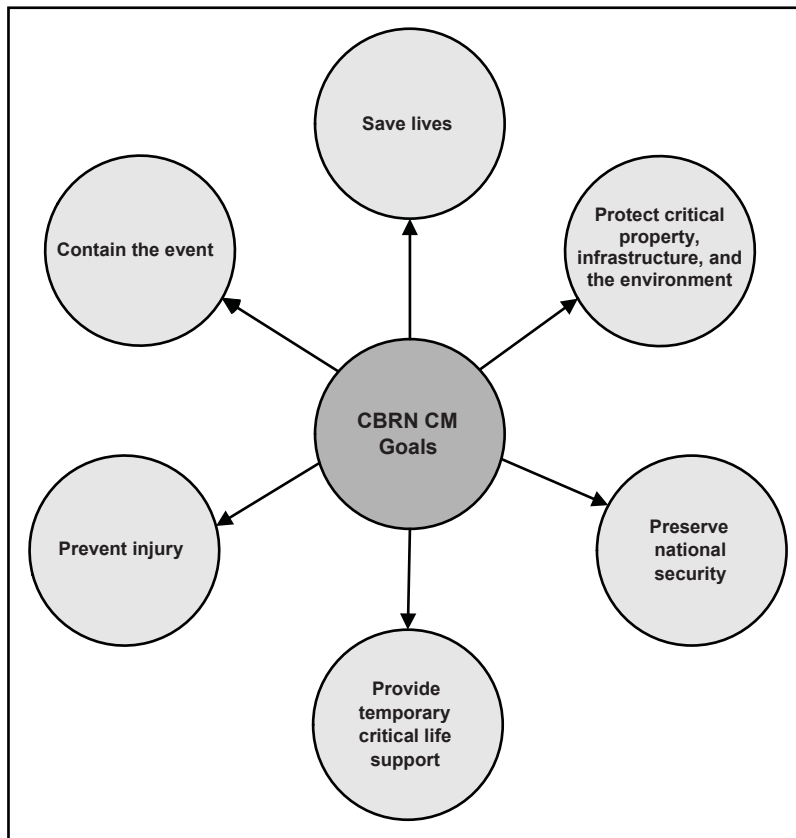 Save lives
Protect critical
property,
infrastructure, and
the environment
Contain the event
CBRN CM
Goals
Preserve
national
security
Prevent injury
Provide
temporary
critical life
support